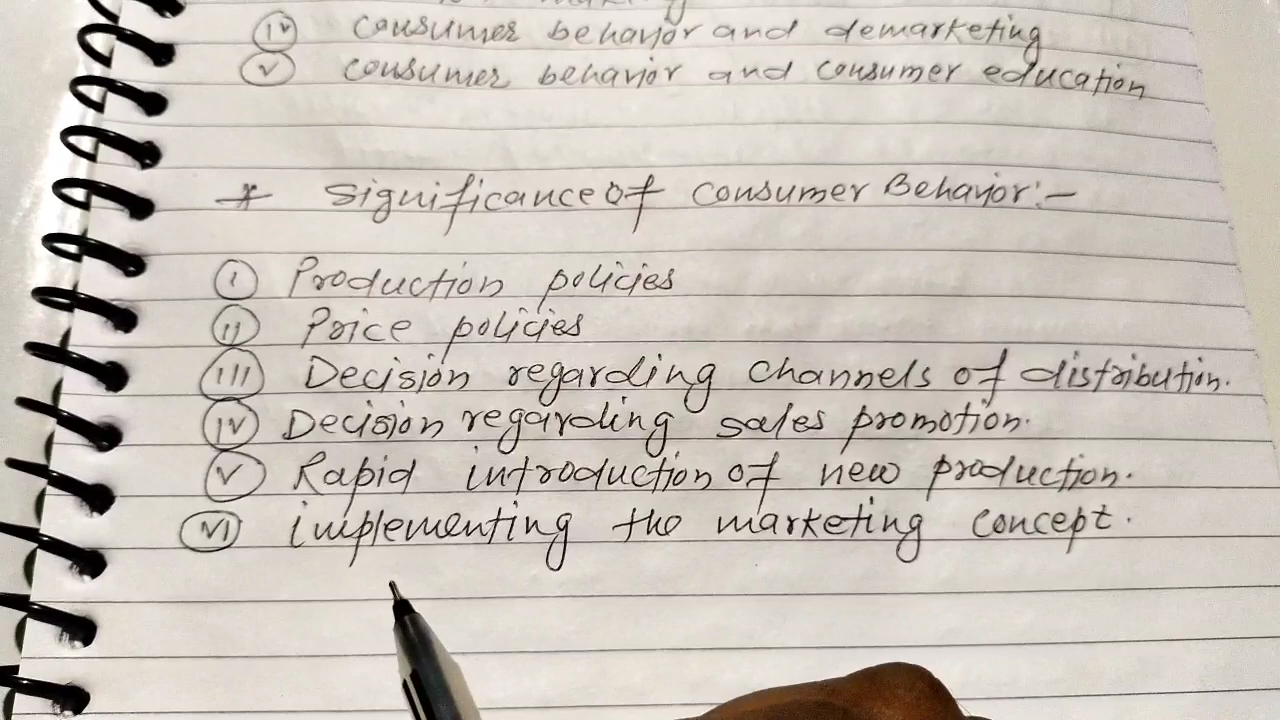 (iv) consumer behavior and demarketing
(v) consumer behavior and consumer education
* Significance of Consumer Behavior:-
(i) Production policies
(ii) Price policies
(iii) Decision regarding channels of distribution.
(iv) Decision regarding sales promotion.
(v) Rapid introduction of new production.
(vi) implementing the marketing concept.